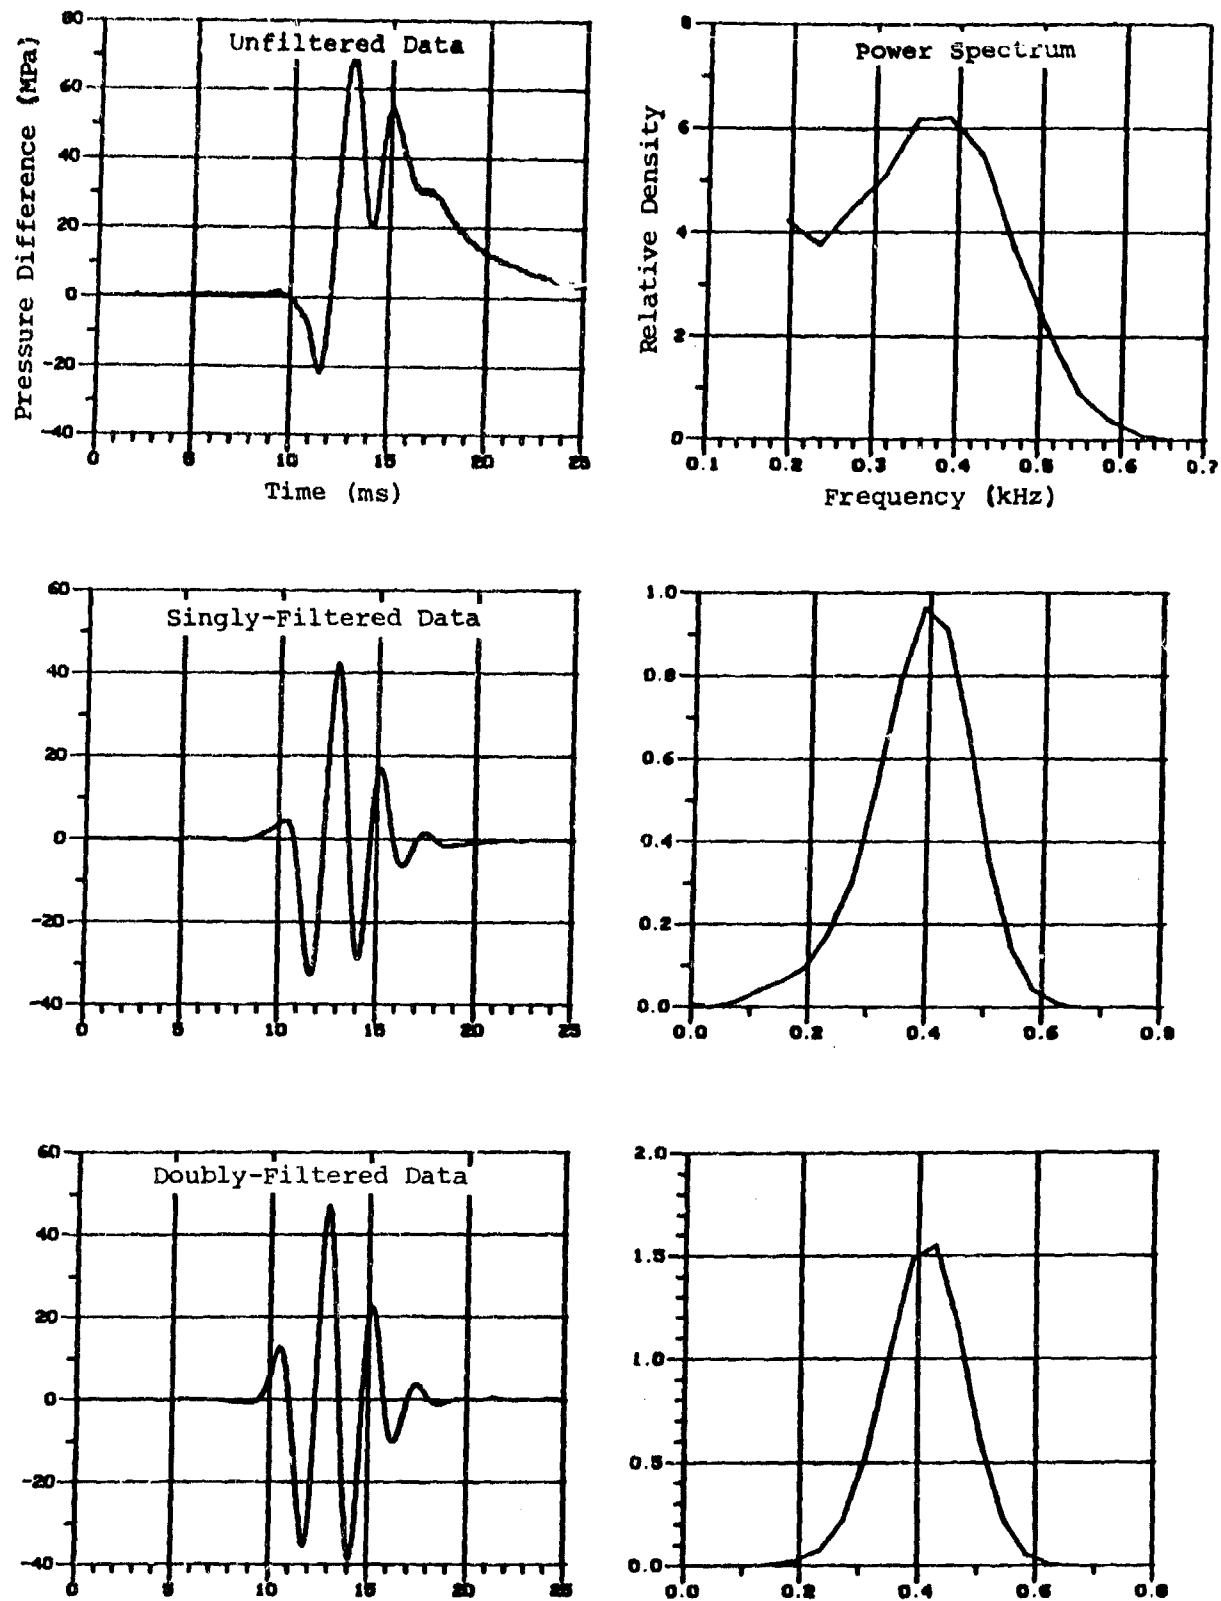 Unfiltered Data
Pressure Difference (MPa)
80
60
40
20
0
-20
-40
0 5 10 15 20 25
Time (ms)
Power Spectrum
Relative Density
8
6
4
2
0
0.1 0.2 0.3 0.4 0.5 0.6 0.7
Frequency (kHz)
Singly-Filtered Data
60
40
20
0
-20
-40
0 5 10 15 20 25
1.0
0.8
0.6
0.4
0.2
0.0
0.0 0.2 0.4 0.6 0.8
Doubly-Filtered Data
60
40
20
0
-20
-40
0 5 10 15 20 25
2.0
1.5
1.0
0.5
0.0
0.0 0.2 0.4 0.6 0.8